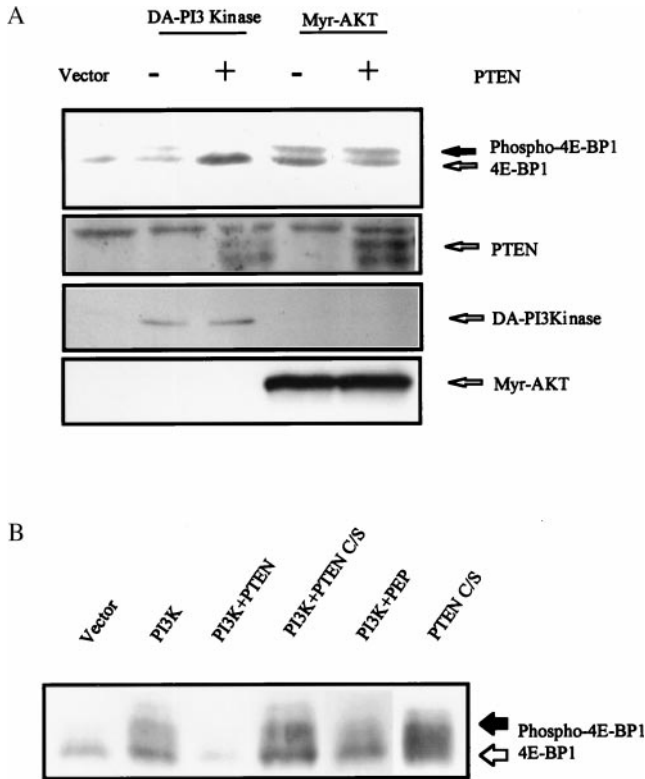 A
DA-PI3 Kinase
Myr-AKT
Vector - + - + PTEN
Phospho-4E-BP1
4E-BP1
PTEN
DA-PI3Kinase
Myr-AKT
B
Vector
PI3K
PI3K+PTEN
PI3K+PTEN C/S
PI3K+PEP
PTEN C/S
Phospho-4E-BP1
4E-BP1